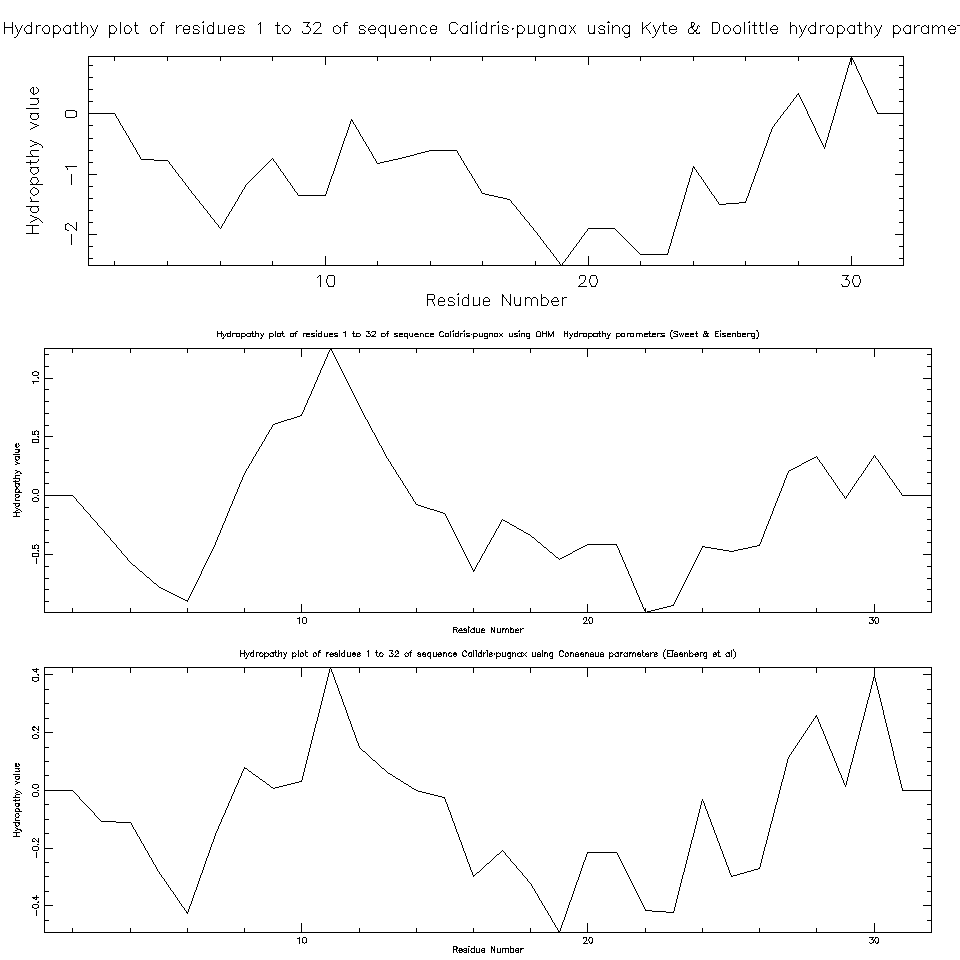 Hydropathy plot of residues 1 to 32 of sequence Calidris-pugnax using Kyte & Doolittle hydropathy paramet
Hydropathy value
0
-1
-2
10 20 30
Residue Number
Hydropathy plot of residues 1 to 32 of sequence Calidris-pugnax using OHM Hydropathy parameters (Sweet & Eisenberg)
Hydropathy value
1.0
0.5
0.0
-0.5
10 20 30
Residue Number
Hydropathy plot of residues 1 to 32 of sequence Calidris-pugnax using Consensus parameters (Eisenberg et al)
Hydropathy value
0.4
0.2
0.0
-0.2
-0.4
10 20 30
Residue Number